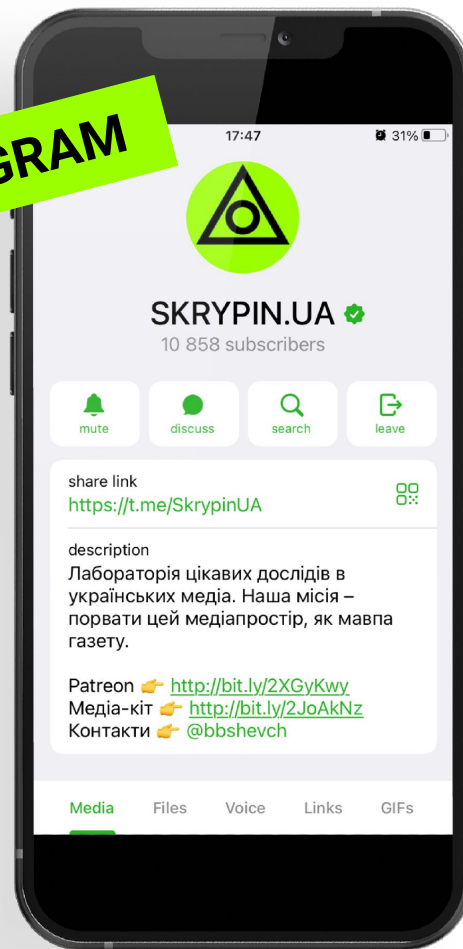 GRAM
17:47
31%
SKRYPIN.UA
10 858 subscribers
mute discuss search leave
share link
https://t.me/SkrypinUA
description
Лабораторія цікавих дослідів в
українських медіа. Наша місія –
порвати цей медіапростір, як мавпа
газету.
Patreon 👉 http://bit.ly/2XGyKwy
Медіа-кіт 👉 http://bit.ly/2JoAkNz
Контакти 👉 @bbshevch
Media Files Voice Links GIFs